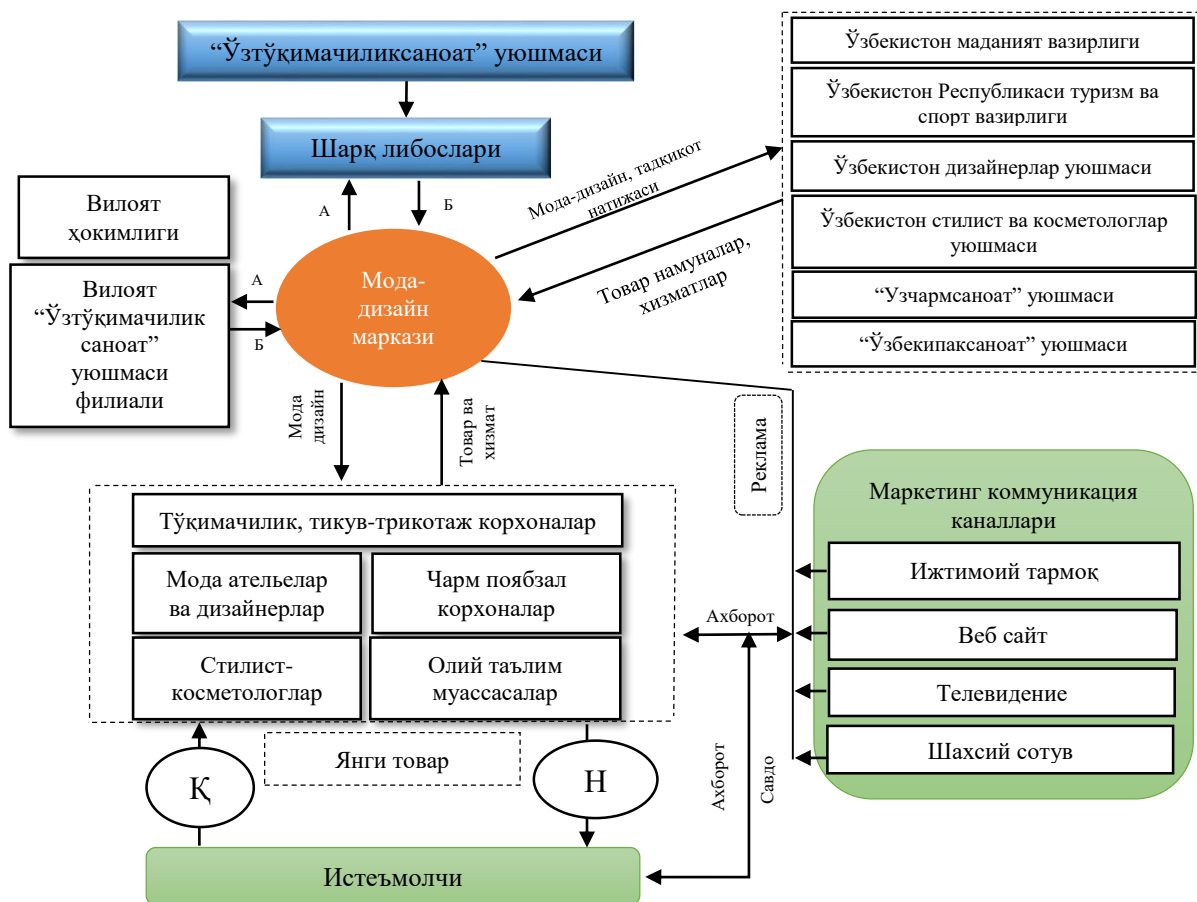 “Ўзтўқимачиликсаноат” уюшмаси
Шарқ либослари
Ўзбекистон маданият вазирлиги
Ўзбекистон Республикаси туризм ва
спорт вазирлиги
Ўзбекистон дизайнерлар уюшмаси
Ўзбекистон стилист ва косметологлар
уюшмаси
“Узчармсаноат” уюшмаси
“Ўзбекипаксаноат” уюшмаси
Мода-дизайн, тадқиқот
натижаси
Товар намуналар,
хизматлар
А
Б
Вилоят
ҳокимлиги
Вилоят
“Ўзтўқимачилик
саноат”
уюшмаси
филиали
А
Б
Мода-
дизайн
маркази
Мода
дизайн
Товар ва
хизмат
Реклама
Тўқимачилик, тикув-трикотаж корхоналар
Мода ательелар
ва дизайнерлар
Чарм поябзал
корхоналар
Стилист-
косметологлар
Олий таълим
муассасалар
Маркетинг коммуникация
каналлари
Ижтимоий тармоқ
Веб сайт
Телевидение
Шахсий сотув
Ахборот
Ахборот
Савдо
Қ
Янги товар
Н
Истеъмолчи